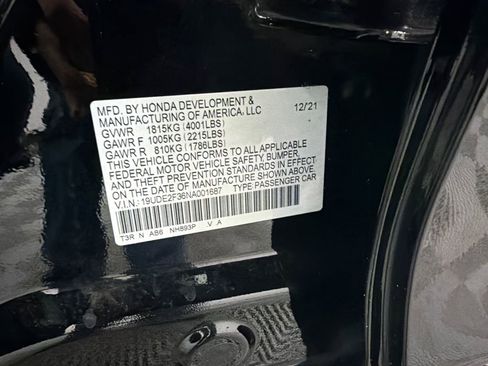 MFD. BY HONDA DEVELOPMENT &
MANUFACTURING OF AMERICA, LLC 12/21
GVWR 1815KG (4001LBS)
GAWR F 1005KG (2215LBS)
GAWR R 810KG (1786LBS)
THIS VEHICLE CONFORMS TO ALL APPLICABLE
FEDERAL MOTOR VEHICLE SAFETY, BUMPER,
AND THEFT PREVENTION STANDARDS IN EFFECT
ON THE DATE OF MANUFACTURE SHOWN ABOVE.
V.I.N.: 19UDE2F36NA001687 TYPE PASSENGER CAR
T3R N AB6 NH893P V A